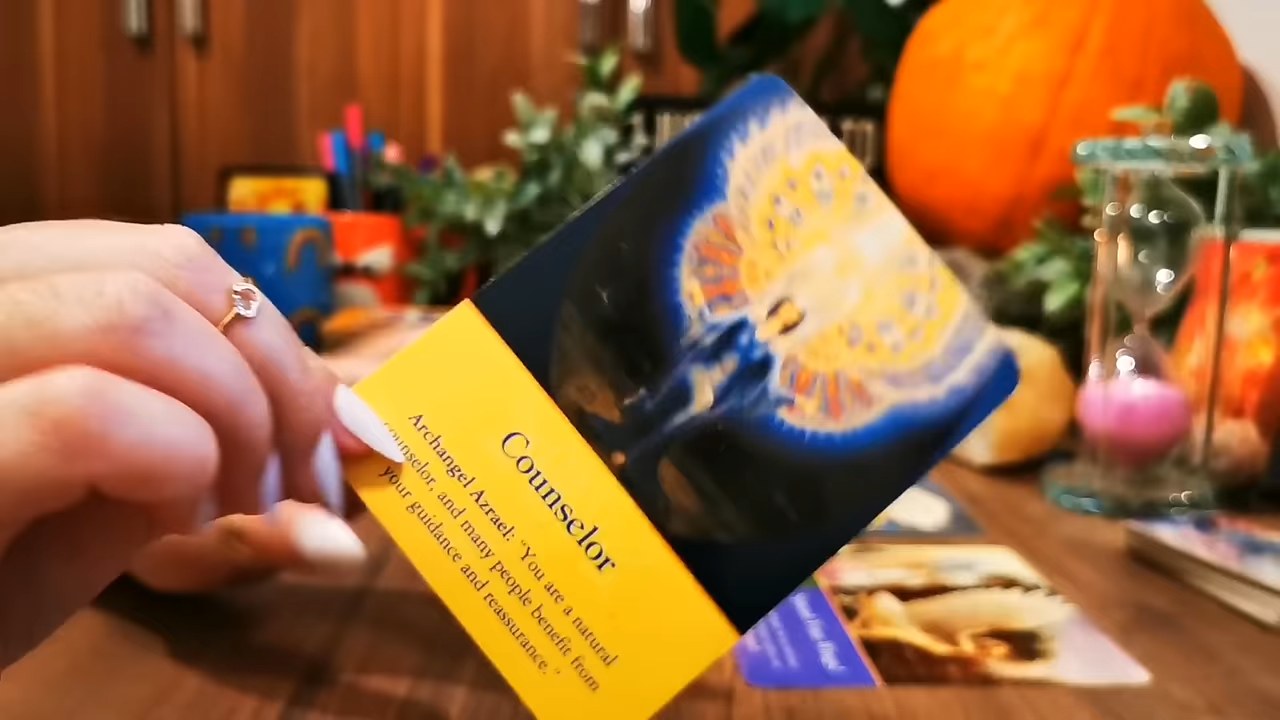 Counselor
Archangel Azrael: "You are a natural
counselor, and many people benefit from
your guidance and reassurance."